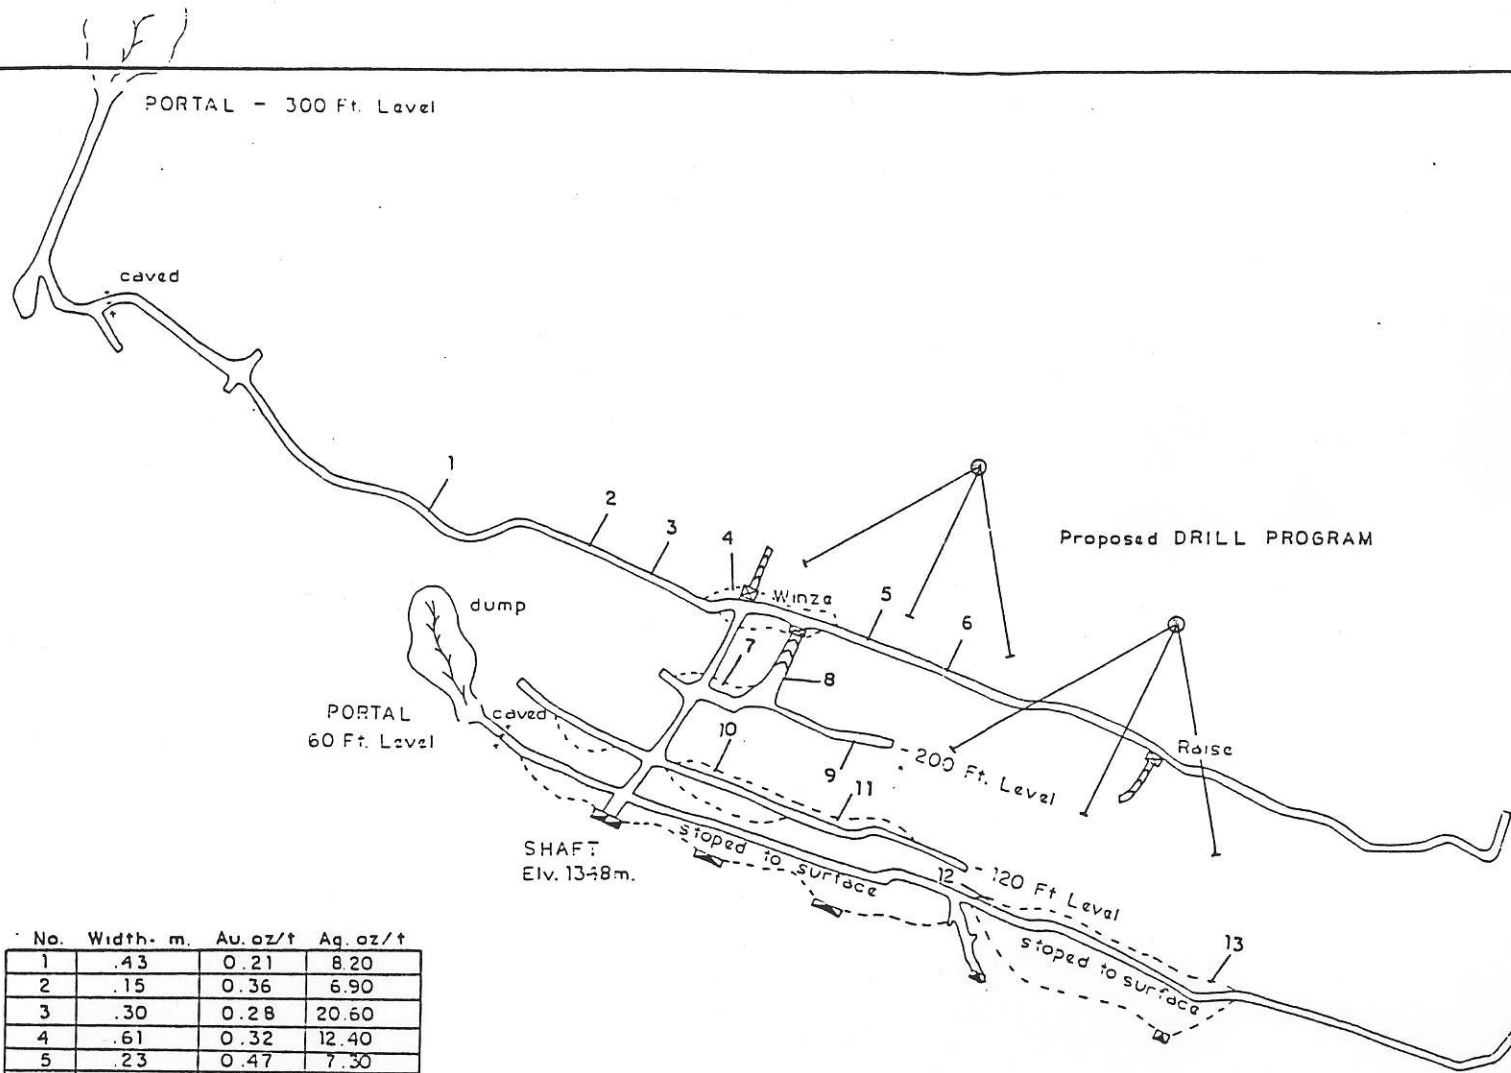 PORTAL - 300 Ft. Level
caved
1
2
3
4
Winze
5
6
Proposed DRILL PROGRAM
dump
7
8
PORTAL
60 Ft. Level
caved
10
9
200 Ft. Level
Raise
11
SHAFT
stoped to surface
12
120 Ft Level
13
stoped to surface
No. Width- m. Au. oz/t Ag. oz/t
1 .43 0.21 8.20
2 .15 0.36 6.90
3 .30 0.28 20.60
4 .61 0.32 12.40
5 .23 0.47 7.30